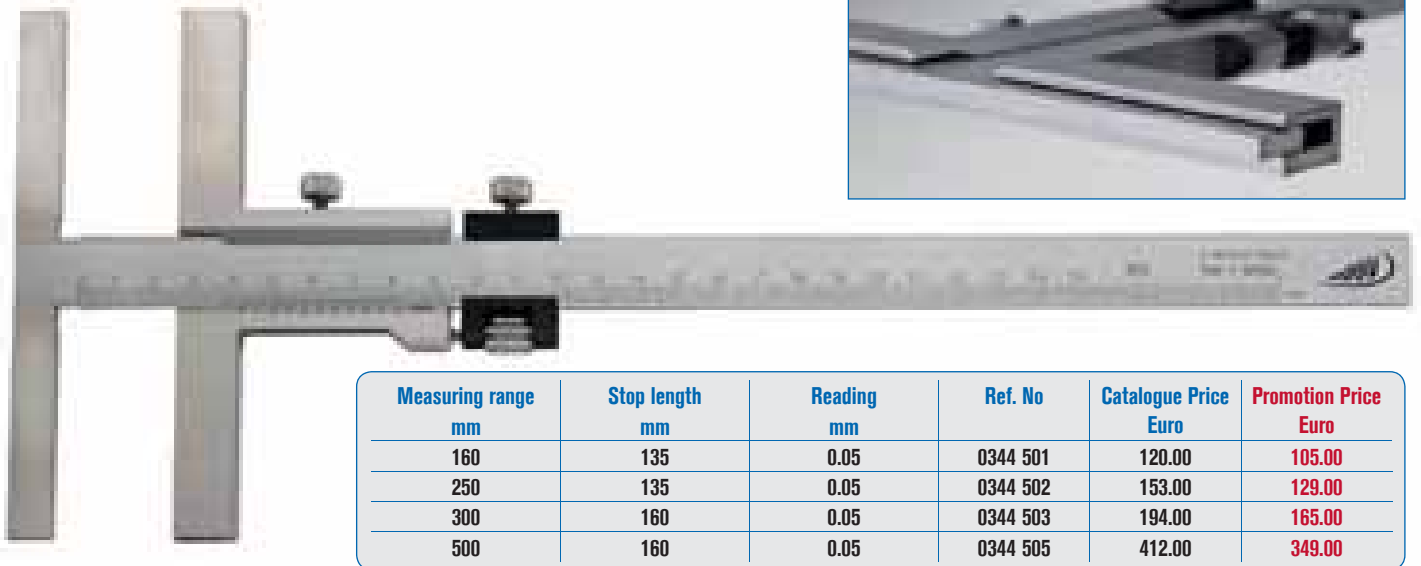 Measuring range Stop length Reading Ref. No Catalogue Price Promotion Price
mm mm mm Euro Euro
160 135 0.05 0344 501 120.00 105.00
250 135 0.05 0344 502 153.00 129.00
300 160 0.05 0344 503 194.00 165.00
500 160 0.05 0344 505 412.00 349.00